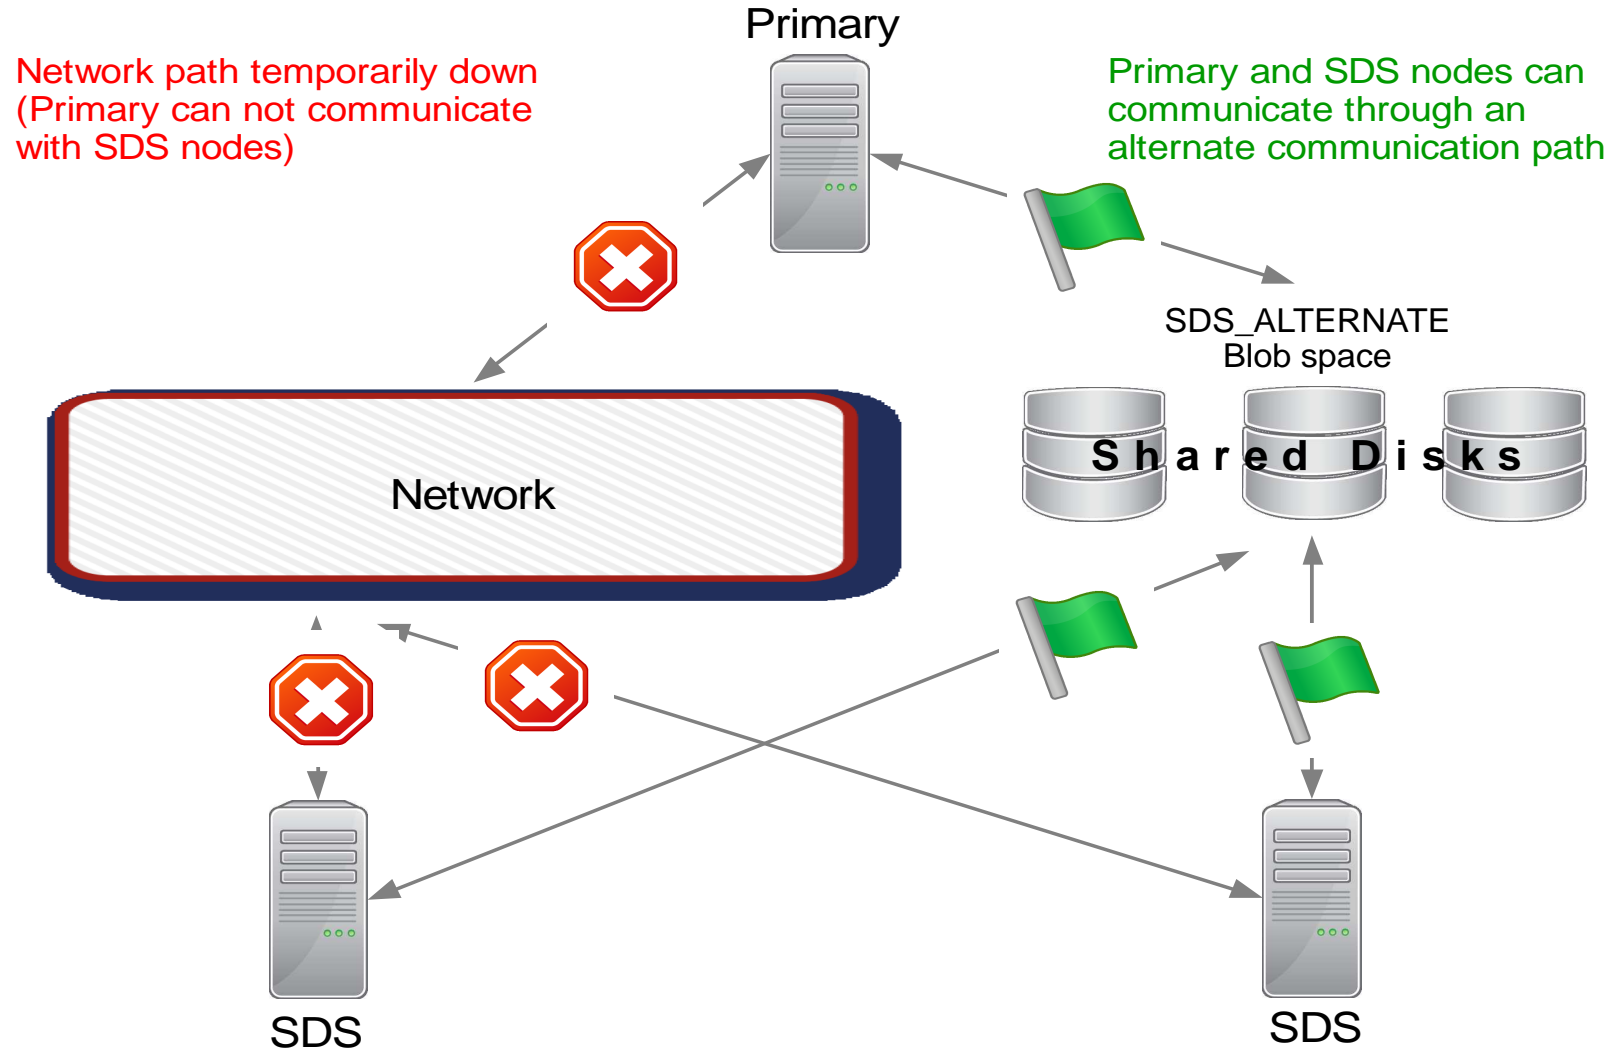 Primary
Network path temporarily down
(Primary can not communicate
with SDS nodes)
Primary and SDS nodes can
communicate through an
alternate communication path
SDS_ALTERNATE
Blob space
Shared Disks
Network
SDS
SDS